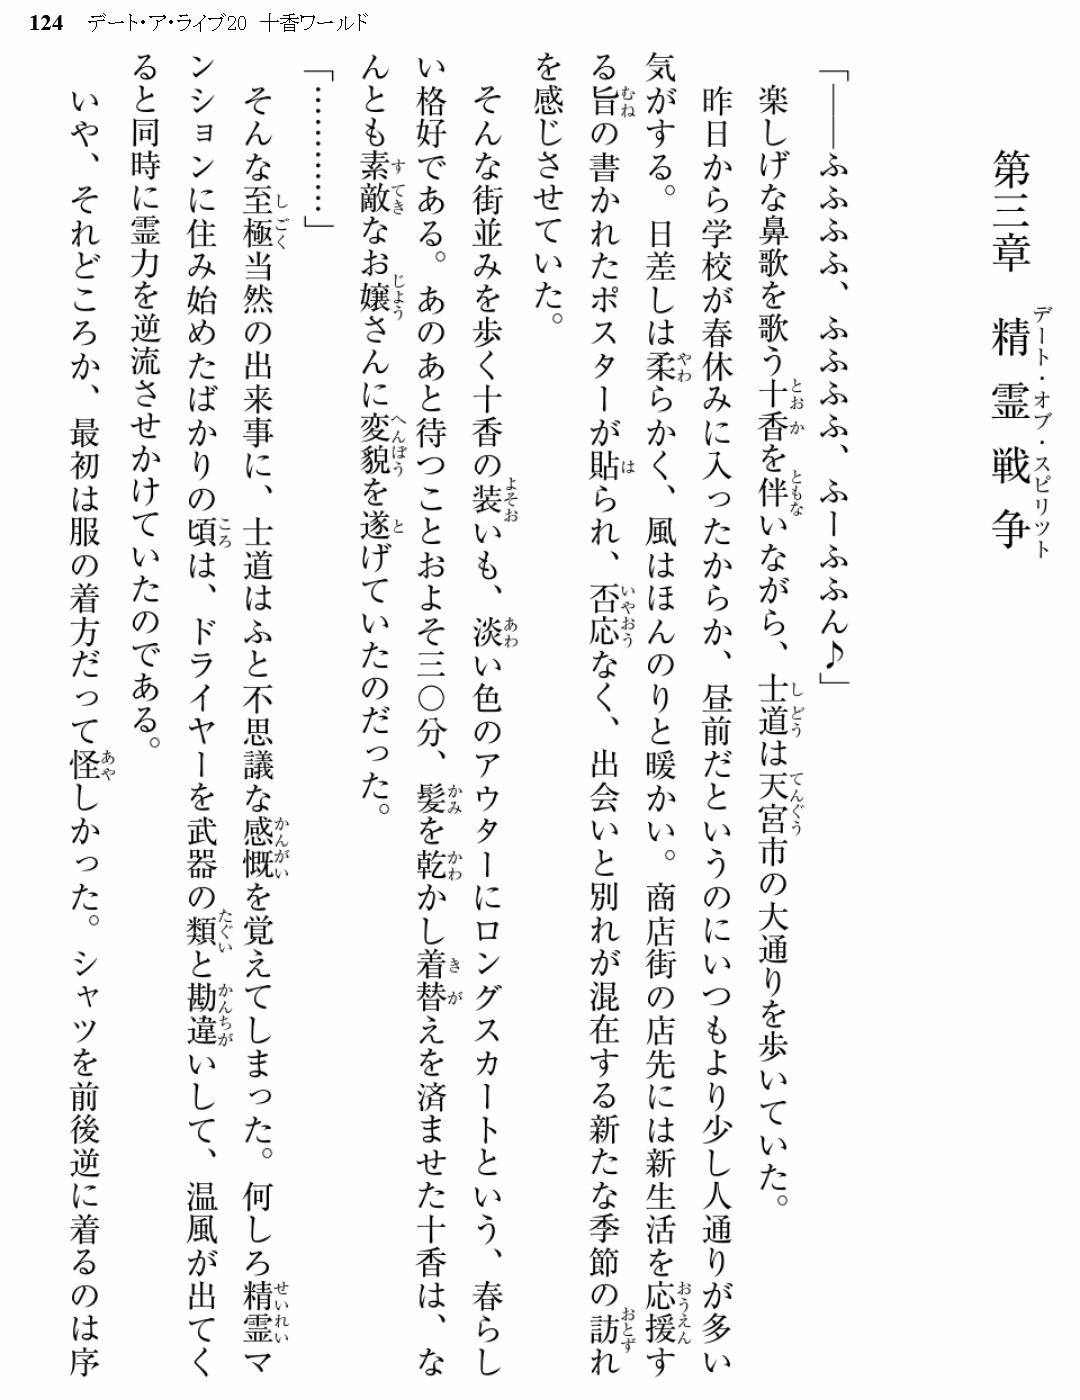 124 デート・ア・ライブ20 十香ワールド
第三章 精霊戦争
デート・オブ・スピリット
「――ふふふふ、ふふふふ、ふーふふん♪」
楽しげな鼻歌を歌う十香を伴いながら、士道は天宮市の大通りを歩いていた。
昨日から学校が春休みに入ったからか、昼前だというのにいつもより少し人通りが多い
気がする。日差しは柔らかく、風はほんのりと暖かい。商店街の店先には新生活を応援す
る旨の書かれたポスターが貼られ、否応なく、出会いと別れが混在する新たな季節の訪れ
を感じさせていた。
そんな街並みを歩く十香の装いも、淡い色のアウターにロングスカートという、春らし
い格好である。あのあと待つことおよそ三〇分、髪を乾かし着替えを済ませた十香は、な
んとも素敵なお嬢さんに変貌を遂げていたのだった。
「…………」
そんな至極当然の出来事に、士道はふと不思議な感慨を覚えてしまった。何しろ精霊マ
ンションに住み始めたばかりの頃は、ドライヤーを武器の類と勘違いして、温風が出てく
ると同時に霊力を逆流させかけていたのである。
いや、それどころか、最初は服の着方だって怪しかった。シャツを前後逆に着るのは序